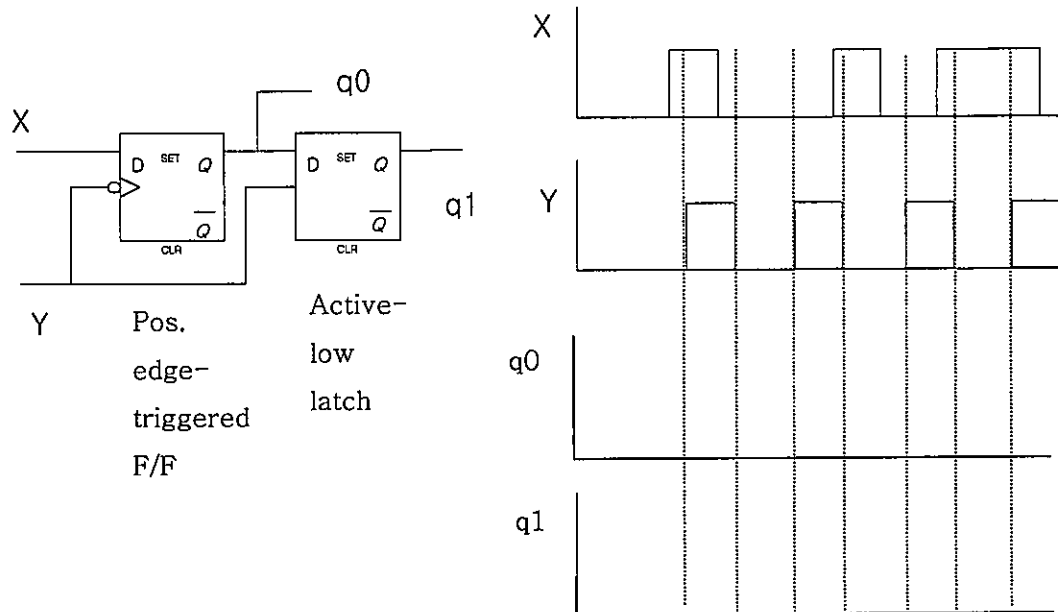 q0
X
D SET Q
Q
CLR
D SET Q
Q
CLR
q1
Y
Pos.
edge-
triggered
F/F
Active-
low
latch
X
Y
q0
q1